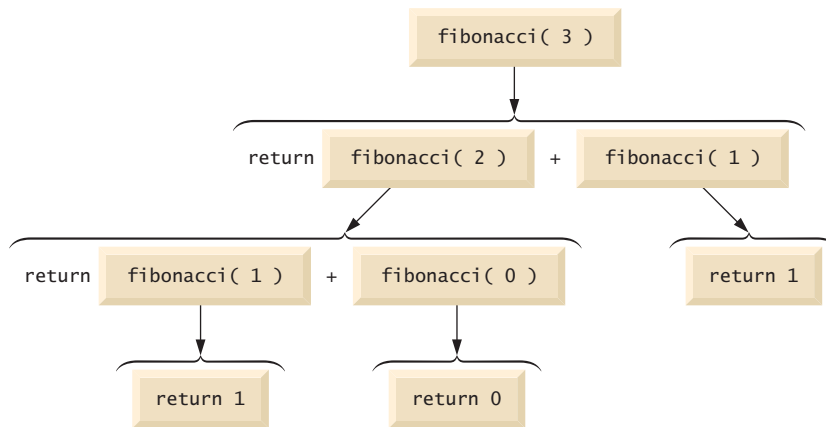 fibonacci( 3 )
return fibonacci( 2 ) + fibonacci( 1 )
return fibonacci( 1 ) + fibonacci( 0 ) return 1
return 1 return 0